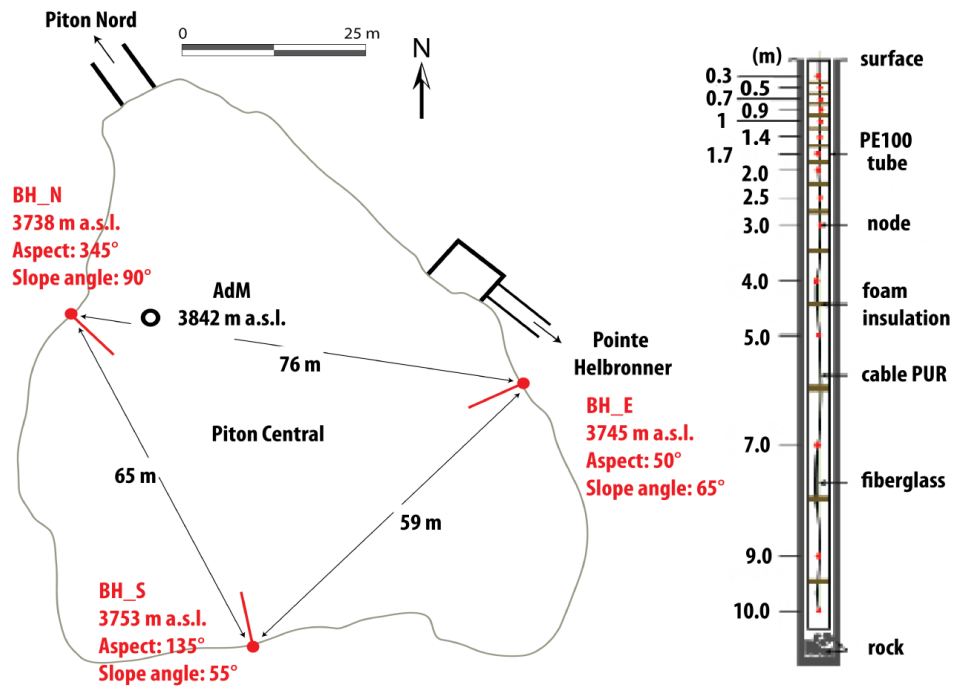 Piton Nord
0
25 m
N
BH_N
3738 m a.s.l.
Aspect: 345°
Slope angle: 90°
AdM
3842 m a.s.l.
76 m
Pointe
Helbronner
BH_E
3745 m a.s.l.
Aspect: 50°
Slope angle: 65°
Piton Central
65 m
59 m
BH_S
3753 m a.s.l.
Aspect: 135°
Slope angle: 55°
(m)
0.3
0.5
0.7
0.9
1
1.4
1.7
2.0
2.5
3.0
4.0
5.0
7.0
9.0
10.0
surface
PE100
tube
node
foam
insulation
cable PUR
fiberglass
rock